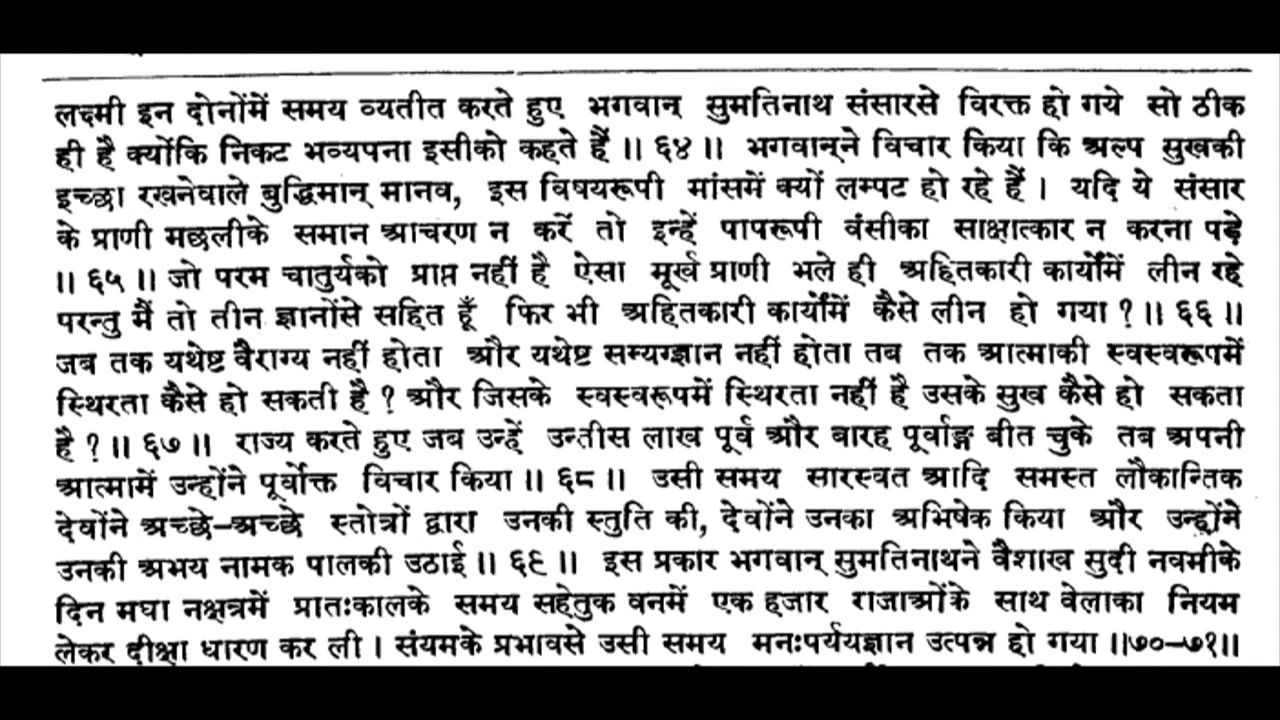 लक्ष्मी इन दोनोंमें समय व्यतीत करते हुए भगवान् सुमतिनाथ संसारसे विरक्त हो गये सो ठीक
ही है क्योंकि निकट भव्यपना इसीको कहते हैं ॥ ६४ ॥ भगवान्‌ने विचार किया कि अल्प सुखकी
इच्छा रखनेवाले बुद्धिमान् मानव, इस विषयरूपी मांसमें क्यों लम्पट हो रहे हैं । यदि ये संसार
के प्राणी मछलीके समान आचरण न करें तो इन्हें पापरूपी वंसीका साक्षात्कार न करना पड़े
॥ ६५ ॥ जो परम चातुर्यको प्राप्त नहीं है ऐसा मूर्ख प्राणी भले ही अहितकारी कार्योंमें लीन रहे
परन्तु मैं तो तीन ज्ञानोंसे सहित हूँ फिर भी अहितकारी कार्योंमें कैसे लीन हो गया ? ॥ ६६ ॥
जब तक यथेष्ट वैराग्य नहीं होता और यथेष्ट सम्यग्ज्ञान नहीं होता तब तक आत्माकी स्वस्वरूपमें
स्थिरता कैसे हो सकती है ? और जिसके स्वस्वरूपमें स्थिरता नहीं है उसके सुख कैसे हो सकता
है ? ॥ ६७ ॥ राज्य करते हुए जब उन्हें उन्तीस लाख पूर्व और बारह पूर्वाङ्ग बीत चुके तब अपनी
आत्मामें उन्होंने पूर्वोक्त विचार किया ॥ ६८ ॥ उसी समय सारस्वत आदि समस्त लौकान्तिक
देवोंने अच्छे-अच्छे स्तोत्रों द्वारा उनकी स्तुति की, देवोंने उनका अभिषेक किया और उन्होंने
उनकी अभय नामक पालकी उठाई ॥ ६९ ॥ इस प्रकार भगवान् सुमतिनाथने वैशाख सुदी नवमीके
दिन मघा नक्षत्रमें प्रातःकालके समय सहेतुक वनमें एक हजार राजाओंके साथ वेलाका नियम
लेकर दीक्षा धारण कर ली । संयमके प्रभावसे उसी समय मनःपर्ययज्ञान उत्पन्न हो गया ॥७०-७१॥